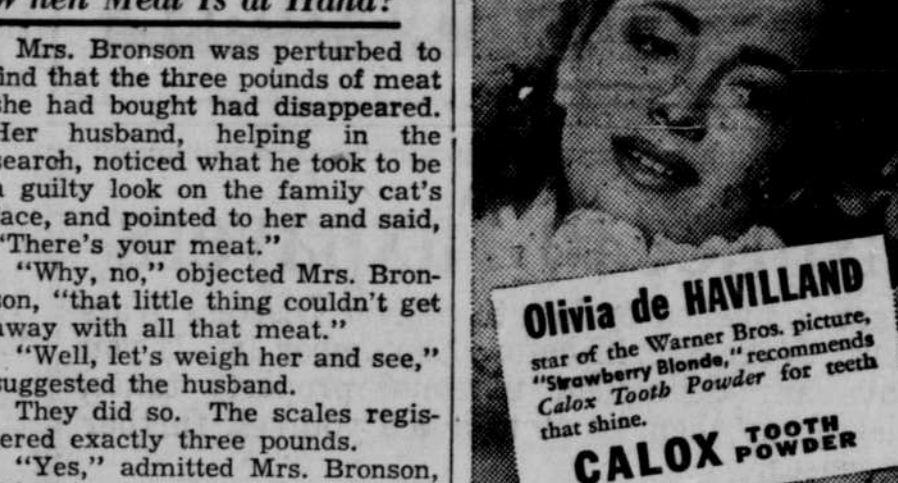 When Meat Is at Hand?
Mrs. Bronson was perturbed to
find that the three pounds of meat
she had bought had disappeared.
Her husband, helping in the
search, noticed what he took to be
a guilty look on the family cat's
face, and pointed to her and said,
"There's your meat."
"Why, no," objected Mrs. Bron-
son, "that little thing couldn't get
away with all that meat."
"Well, let's weigh her and see,"
suggested the husband.
They did so. The scales regis-
tered exactly three pounds.
"Yes," admitted Mrs. Bronson,
Olivia de HAVILLAND
star of the Warner Bros. picture,
"Strawberry Blonde," recommends
Calox Tooth Powder for teeth
that shine.
CALOX TOOTH
POWDER